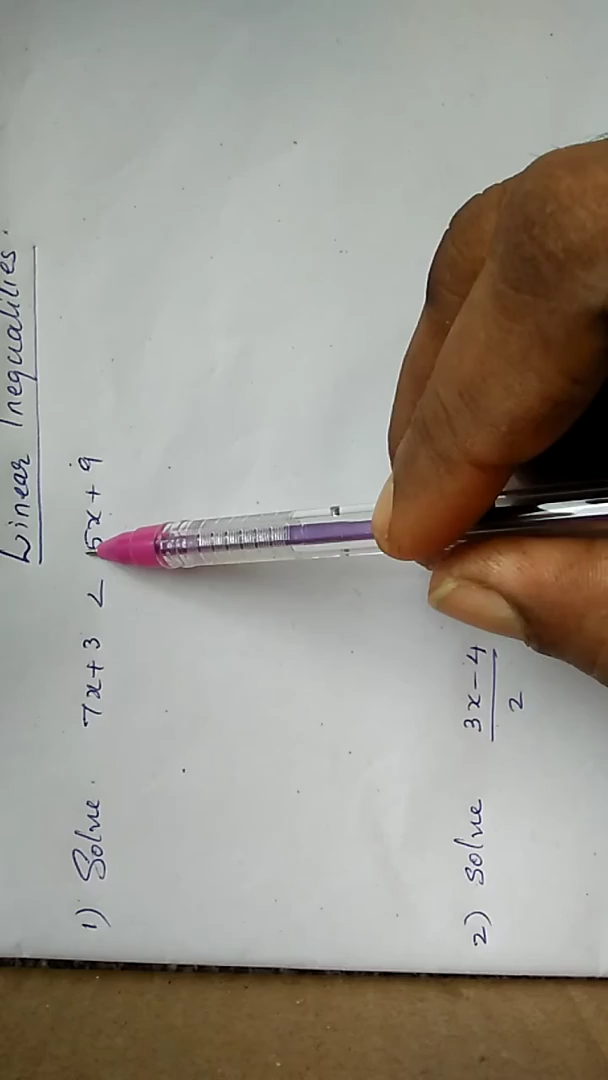 Linear Inequalities.
1) Solve. 7x+3 < 5x+9
2) Solve 3x-4
2